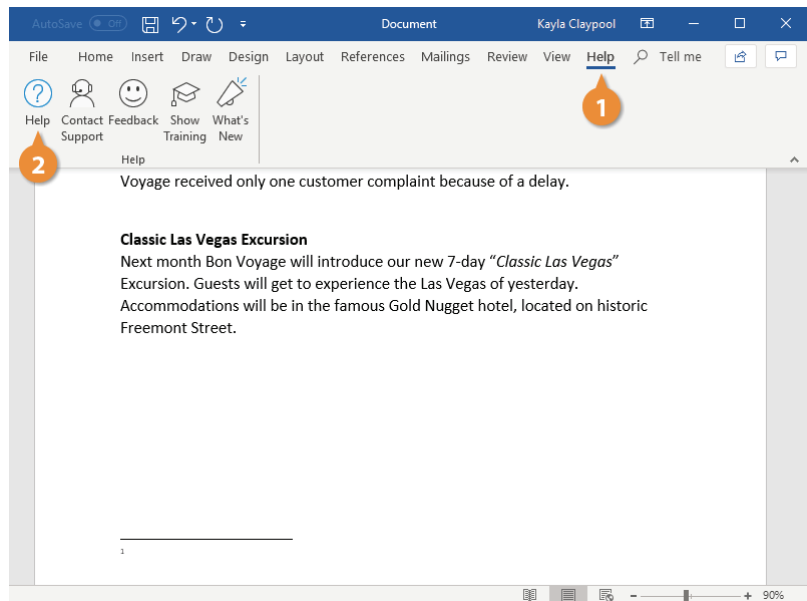 AutoSave Off Document Kayla Claypool
File Home Insert Draw Design Layout References Mailings Review View Help Tell me
1
Help Contact Support Feedback Show Training What's New
2
Help
Voyage received only one customer complaint because of a delay.
Classic Las Vegas Excursion
Next month Bon Voyage will introduce our new 7-day “Classic Las Vegas”
Excursion. Guests will get to experience the Las Vegas of yesterday.
Accommodations will be in the famous Gold Nugget hotel, located on historic
Freemont Street.
1
90%